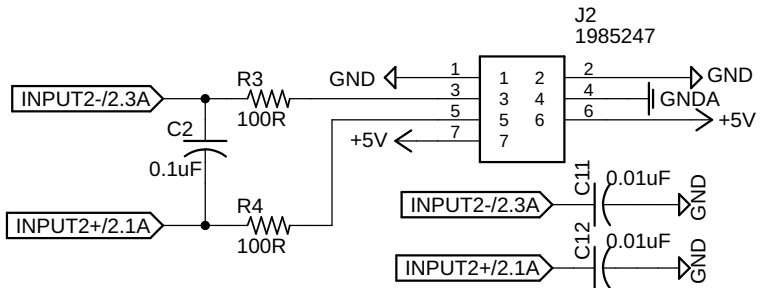 J2
1985247
INPUT2-/2.3A
R3
100R
C2
0.1uF
INPUT2+/2.1A
R4
100R
GND
1
3
5
+5V
7
1 2
3 4
5 6
7
2
GND
4
GNDA
6
+5V
INPUT2-/2.3A
C11
0.01uF
GND
INPUT2+/2.1A
C12
0.01uF
GND